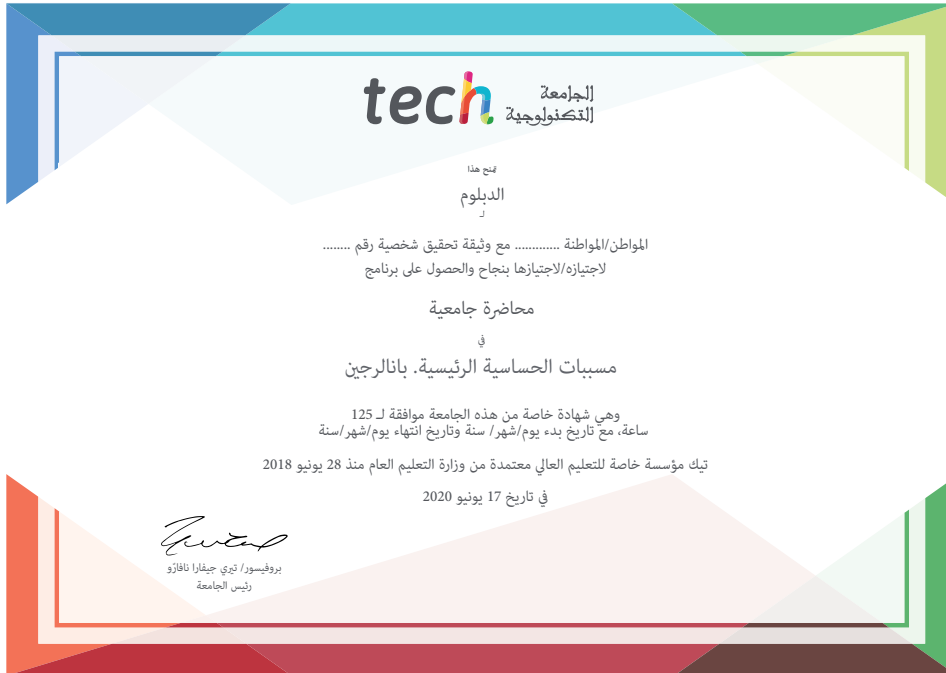 tech الجامعة
التكنولوجية
تمنح هذا
الدبلوم
لـ
المواطن/المواطنة ............. مع وثيقة تحقيق شخصية رقم ........
لاجتيازه/لاجتيازها بنجاح والحصول على برنامج
محاضرة جامعية
في
مسببات الحساسية الرئيسية. بانالرجين
وهي شهادة خاصة من هذه الجامعة موافقة لـ 125
ساعة، مع تاريخ بدء يوم/شهر/ سنة وتاريخ انتهاء يوم/شهر/سنة
تيك مؤسسة خاصة للتعليم العالي معتمدة من وزارة التعليم العام منذ 28 يونيو 2018
في تاريخ 17 يونيو 2020
بروفيسور/ تيري جيفارا نافارّو
رئيس الجامعة